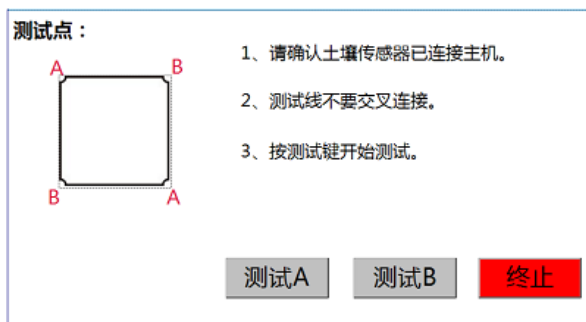 测试点：
A
B
B
A
1、请确认土壤传感器已连接主机。
2、测试线不要交叉连接。
3、按测试键开始测试。
测试A
测试B
终止